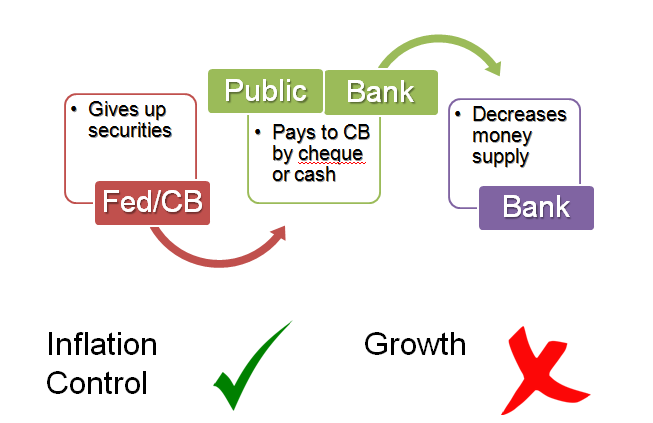 • Gives up
securities
Fed/CB
Public
Bank
• Pays to CB
by cheque
or cash
• Decreases
money
supply
Bank
Inflation
Control
Growth